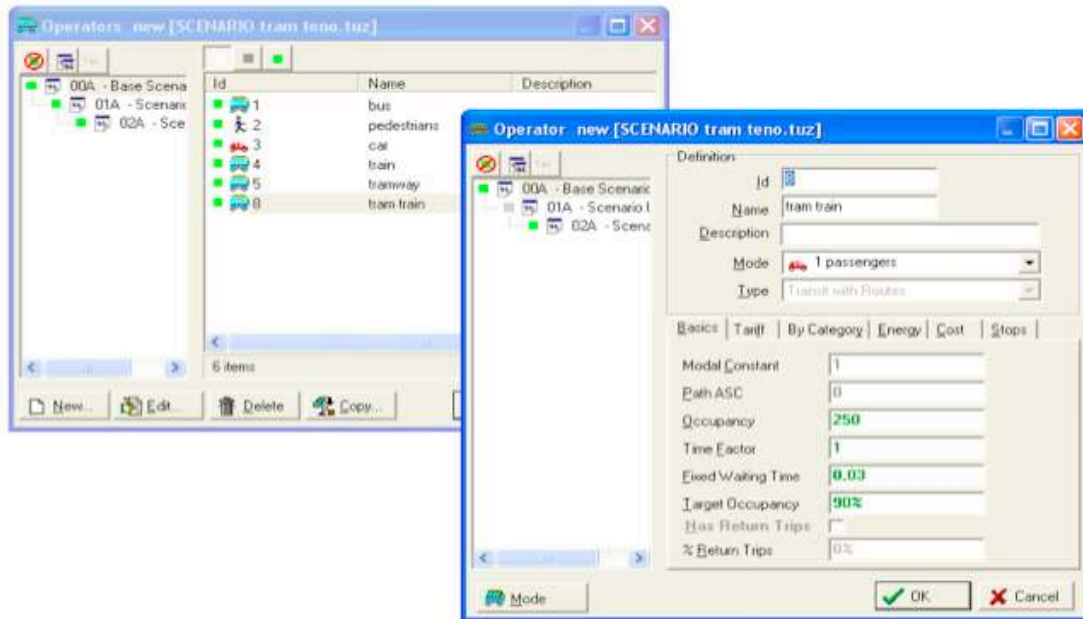 Operators new [SCENARIO tram teno.tuz]
00A - Base Scena
01A - Scenari
02A - Sce
Id Name Description
1 bus
2 pedestrians
3 car
4 train
5 tramway
8 tram train
6 items
New... Edit... Delete Copy...
Operator new [SCENARIO tram teno.tuz]
00A - Base Scenaric
01A - Scenario l
02A - Scena
Definition
Id 8
Name tram train
Description
Mode 1 passengers
Type Transit with Routes
Basics Tariff By Category Energy Cost Stops
Modal Constant 1
Path ASC 0
Occupancy 250
Time Factor 1
Fixed Waiting Time 0.03
Target Occupancy 90%
Has Return Trips
% Return Trips 0%
Mode OK Cancel